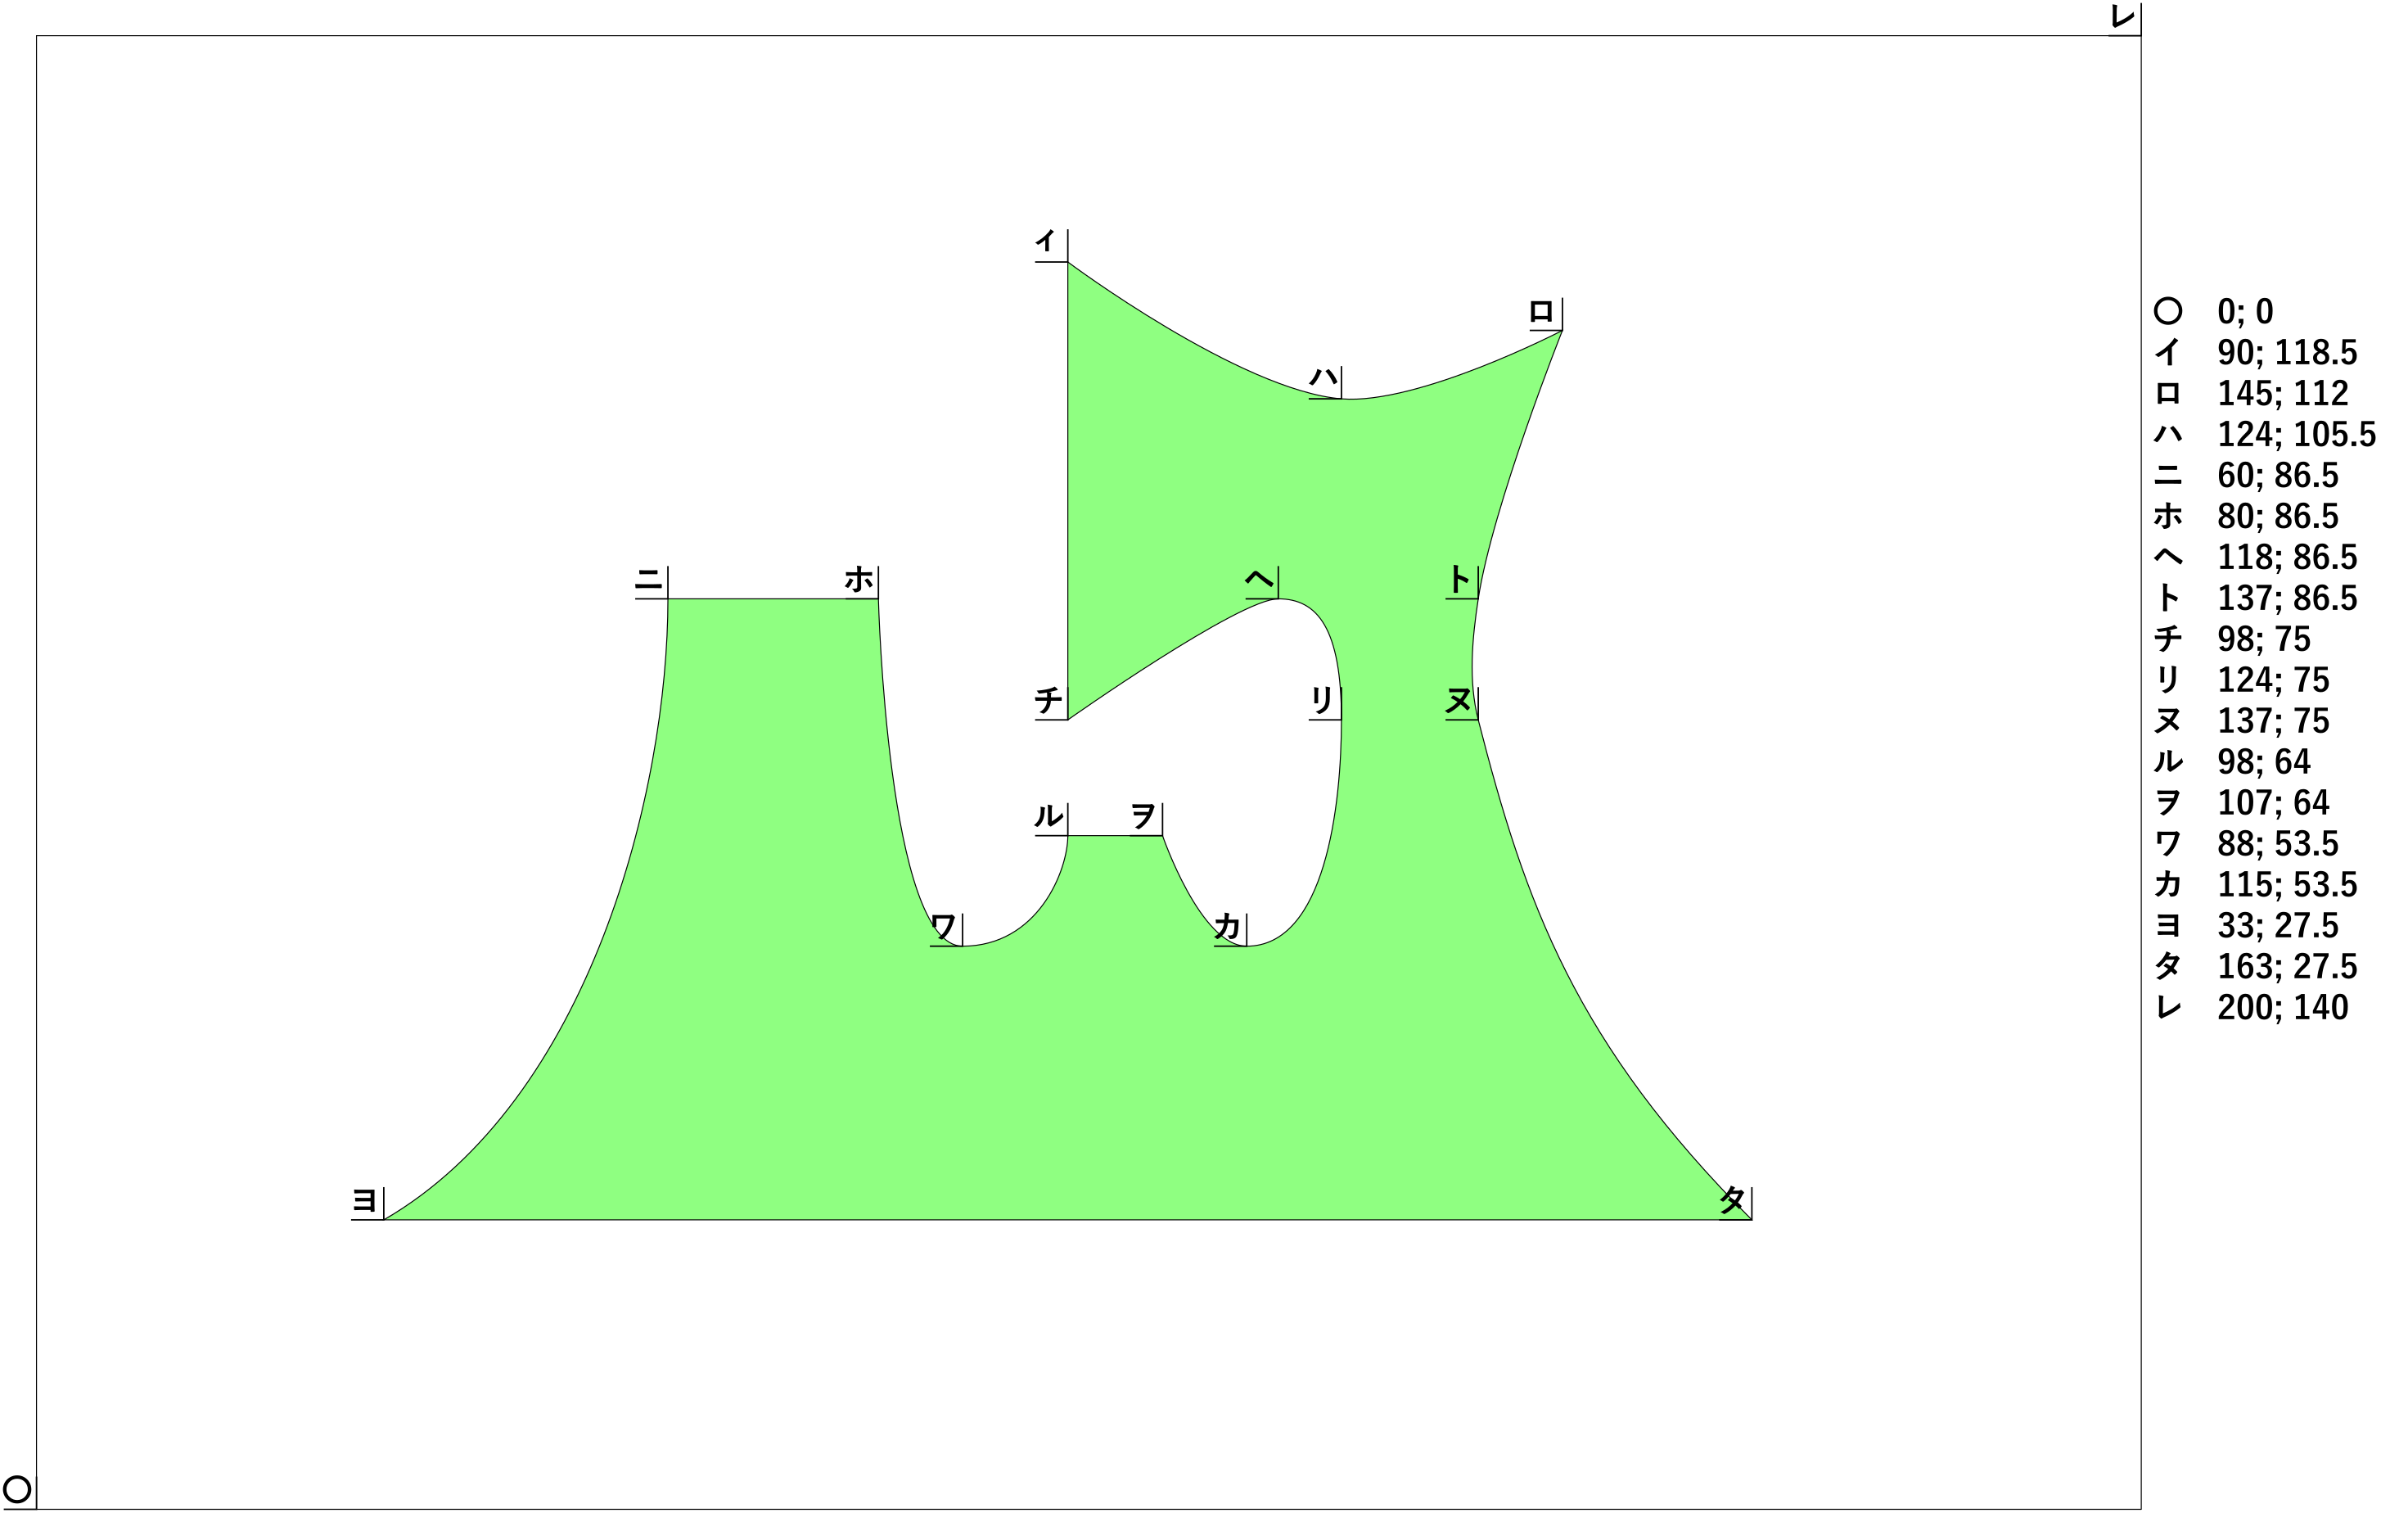 レ
イ
ロ
ハ
ニ ホ ヘ ト
チ リ ヌ
ル ヲ
ワ カ
ヨ タ
〇
〇 0; 0
イ 90; 118.5
ロ 145; 112
ハ 124; 105.5
ニ 60; 86.5
ホ 80; 86.5
ヘ 118; 86.5
ト 137; 86.5
チ 98; 75
リ 124; 75
ヌ 137; 75
ル 98; 64
ヲ 107; 64
ワ 88; 53.5
カ 115; 53.5
ヨ 33; 27.5
タ 163; 27.5
レ 200; 140